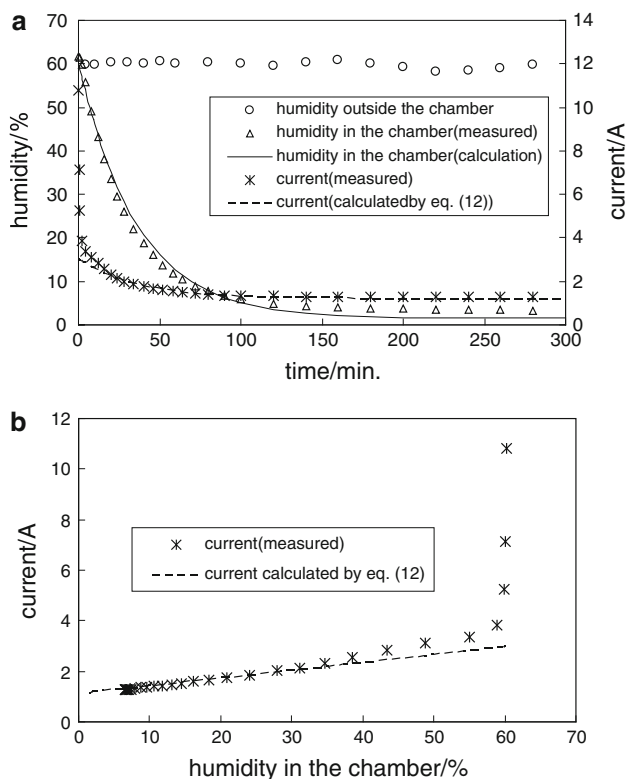 a
70
60
50
40
30
20
10
0
humidity/%
14
12
10
8
6
4
2
0
current/A
humidity outside the chamber
humidity in the chamber(measured)
humidity in the chamber(calculation)
current(measured)
current(calculatedby eq. (12))
0 50 100 150 200 250 300
time/min.
b
12
10
8
6
4
2
0
current/A
current(measured)
current calculated by eq. (12)
0 10 20 30 40 50 60 70
humidity in the chamber/%